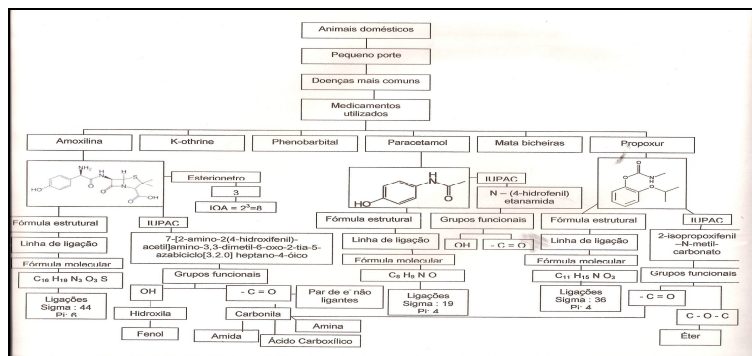 Animais domésticos
Pequeno porte
Doenças mais comuns
Medicamentos
utilizados
Amoxilina
K-othrine
Phenobarbital
Paracetamol
Mata bicheiras
Propoxur
NH₂
HO
Esterionetro
3
IOA = 2³=8
Fórmula estrutural
Linha de ligação
Fórmula molecular
C₁₆ H₁₉ N₃ O₃ S
Ligações
Sigma : 44
Pi: 6
IUPAC
7-[2-amino-2(4-hidroxifenil)-
acetil]amino-3,3-dimetil-6-oxo-2-tia-5-
azabiciclo[3.2.0] heptano-4-óico
Grupos funcionais
OH
Hidroxila
Fenol
- C = O
Carbonila
Amida
Ácido Carboxílico
Amina
Par de e⁻ não
ligantes
HO
IUPAC
N – (4-hidrofenil)
etanamida
Fórmula estrutural
Linha de ligação
Fórmula molecular
C₈ H₉ N O
Ligações
Sigma : 19
Pi: 4
Grupos funcionais
OH
- C = O
Fórmula estrutural
Linha de ligação
Fórmula molecular
C₁₁ H₁₅ N O₃
Ligações
Sigma : 36
Pi: 4
IUPAC
2-isopropoxifenil
–N-metil-
carbonato
Grupos funcionais
- C = O
C - O - C
Éter